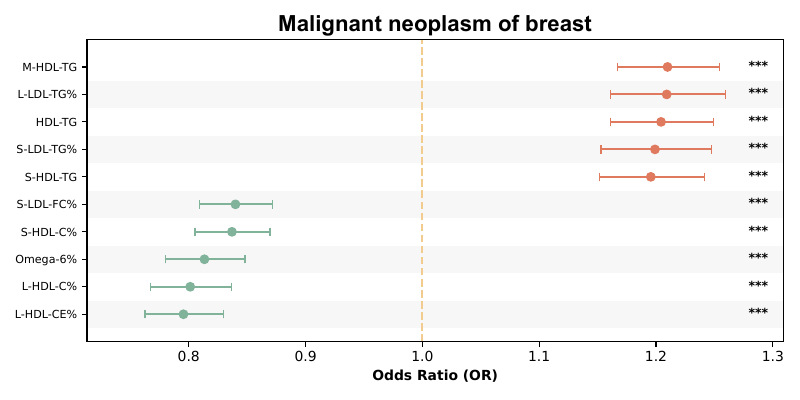 Malignant neoplasm of breast
M-HDL-TG ***
L-LDL-TG% ***
HDL-TG ***
S-LDL-TG% ***
S-HDL-TG ***
S-LDL-FC% ***
S-HDL-C% ***
Omega-6% ***
L-HDL-C% ***
L-HDL-CE% ***
0.8 0.9 1.0 1.1 1.2 1.3
Odds Ratio (OR)